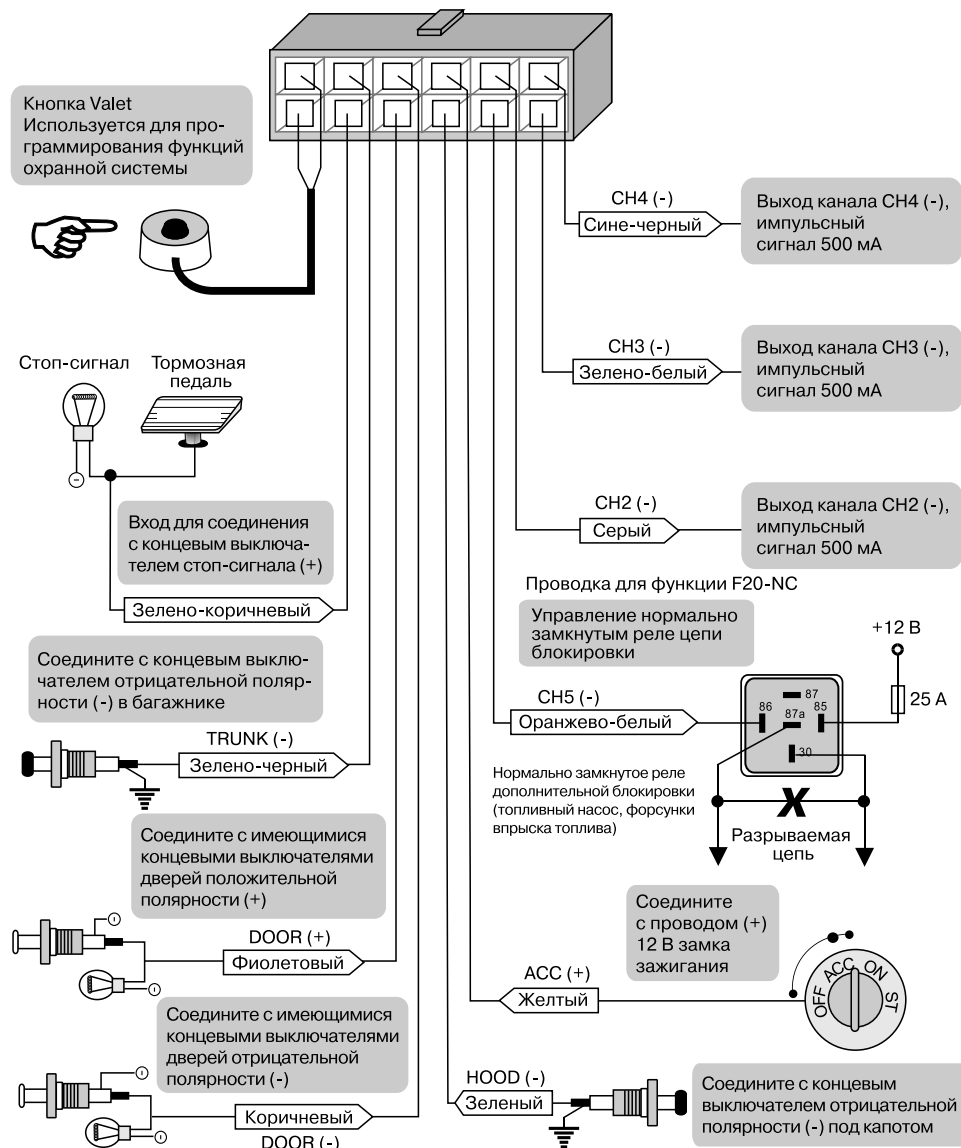 Кнопка Valet
Используется для про-
граммирования функций
охранной системы
CH4 (-)
Сине-черный
Выход канала CH4 (-),
импульсный
сигнал 500 мА
Стоп-сигнал
Тормозная
педаль
CH3 (-)
Зелено-белый
Выход канала CH3 (-),
импульсный
сигнал 500 мА
Вход для соединения
с концевым выключа-
телем стоп-сигнала (+)
Зелено-коричневый
CH2 (-)
Серый
Выход канала CH2 (-),
импульсный
сигнал 500 мА
Проводка для функции F20-NC
Управление нормально
замкнутым реле цепи
блокировки
+12 В
25 А
87
86
87a
85
30
CH5 (-)
Оранжево-белый
Соедините с концевым выклю-
чателем отрицательной поляр-
ности (-) в багажнике
TRUNK (-)
Зелено-черный
Нормально замкнутое реле
дополнительной блокировки
(топливный насос, форсунки
впрыска топлива)
X
Разрываемая
цепь
Соедините с имеющимися
концевыми выключателями
дверей положительной
полярности (+)
DOOR (+)
Фиолетовый
Соедините
с проводом (+)
12 В замка
зажигания
ACC (+)
Желтый
OFF ACC ON ST
Соедините с имеющимися
концевыми выключателями
дверей отрицательной
полярности (-)
Коричневый
DOOR (-)
HOOD (-)
Зеленый
Соедините с концевым
выключателем отрицательной
полярности (-) под капотом